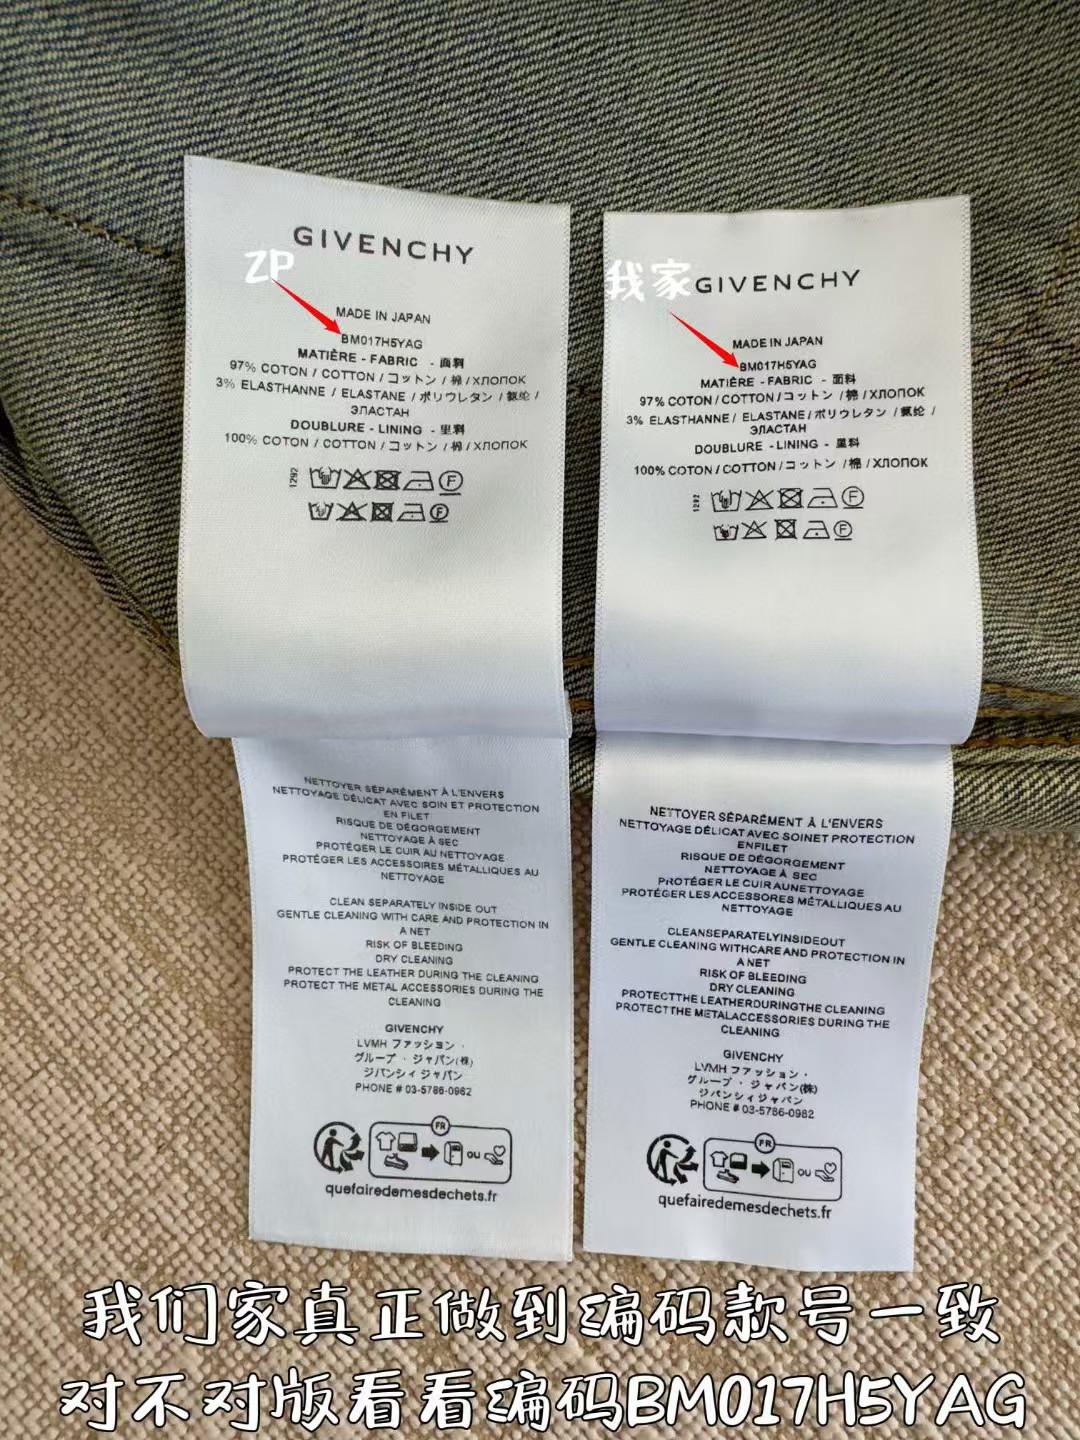 GIVENCHY
ZP
MADE IN JAPAN
BM017H5YAG
MATIÈRE - FABRIC - 面料
97% COTON / COTTON / コットン / 棉 / ХЛОПОК
3% ELASTHANNE / ELASTANE / ポリウレタン / 氨纶 /
ЭЛАСТАН
DOUBLURE - LINING - 里料
100% COTON / COTTON / コットン / 棉 / ХЛОПОК
1292
F
F
NETTOYER SÉPARÉMENT À L'ENVERS
NETTOYAGE DÉLICAT AVEC SOIN ET PROTECTION
EN FILET
RISQUE DE DÉGORGEMENT
NETTOYAGE À SEC
PROTÉGER LE CUIR AU NETTOYAGE
PROTÉGER LES ACCESSOIRES MÉTALLIQUES AU
NETTOYAGE
CLEAN SEPARATELY INSIDE OUT
GENTLE CLEANING WITH CARE AND PROTECTION IN
A NET
RISK OF BLEEDING
DRY CLEANING
PROTECT THE LEATHER DURING THE CLEANING
PROTECT THE METAL ACCESSORIES DURING THE
CLEANING
GIVENCHY
LVMH ファッション・
グループ・ジャパン(株)
ジバンシィ ジャパン
PHONE # 03-5786-0982
FR
OU
quefairedemesdechets.fr
我家
GIVENCHY
MADE IN JAPAN
BM017H5YAG
MATIÈRE - FABRIC - 面料
97% COTON / COTTON / コットン / 棉 / ХЛОПОК
3% ELASTHANNE / ELASTANE / ポリウレタン / 氨纶 /
ЭЛАСТАН
DOUBLURE - LINING - 里料
100% COTON / COTTON / コットン / 棉 / ХЛОПОК
1292
F
F
NETTOYER SÉPARÉMENT À L'ENVERS
NETTOYAGE DÉLICAT AVEC SOINET PROTECTION
ENFILET
RISQUE DE DÉGORGEMENT
NETTOYAGE À SEC
PROTÉGER LE CUIRAUNETTOYAGE
PROTÉGER LES ACCESSORES MÉTALLIQUES AU
NETTOYAGE
CLEANSEPARATELYINSIDEOUT
GENTLE CLEANING WITHCARE AND PROTECTION IN
A NET
RISK OF BLEEDING
DRY CLEANING
PROTECTTHE LEATHERDURINGTHE CLEANING
PROTECTTHE METALACCESSORIES DURING THE
CLEANING
GIVENCHY
LVMH ファッション・
グループ・ジャパン(株)
ジバンシィジャパン
PHONE # 03-5786-0982
FR
OU
quefairedemesdechets.fr
我们家真正做到编码款号一致
对不对版看看编码BM017H5YAG